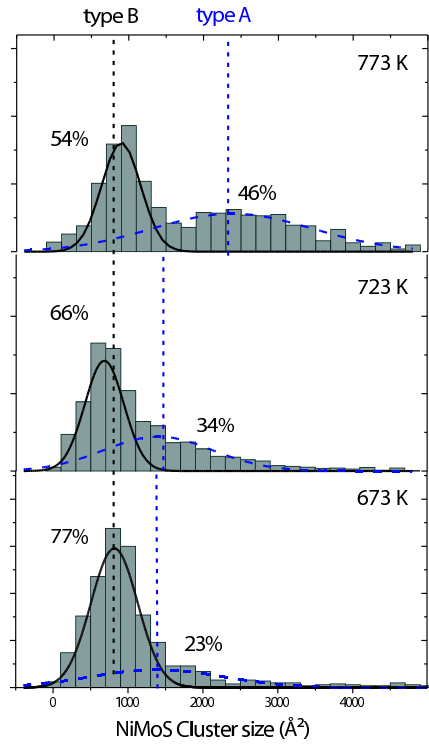 type B type A
773 K
54%
46%
723 K
66%
34%
673 K
77%
23%
0 1000 2000 3000 4000
NiMoS Cluster size (Å²)